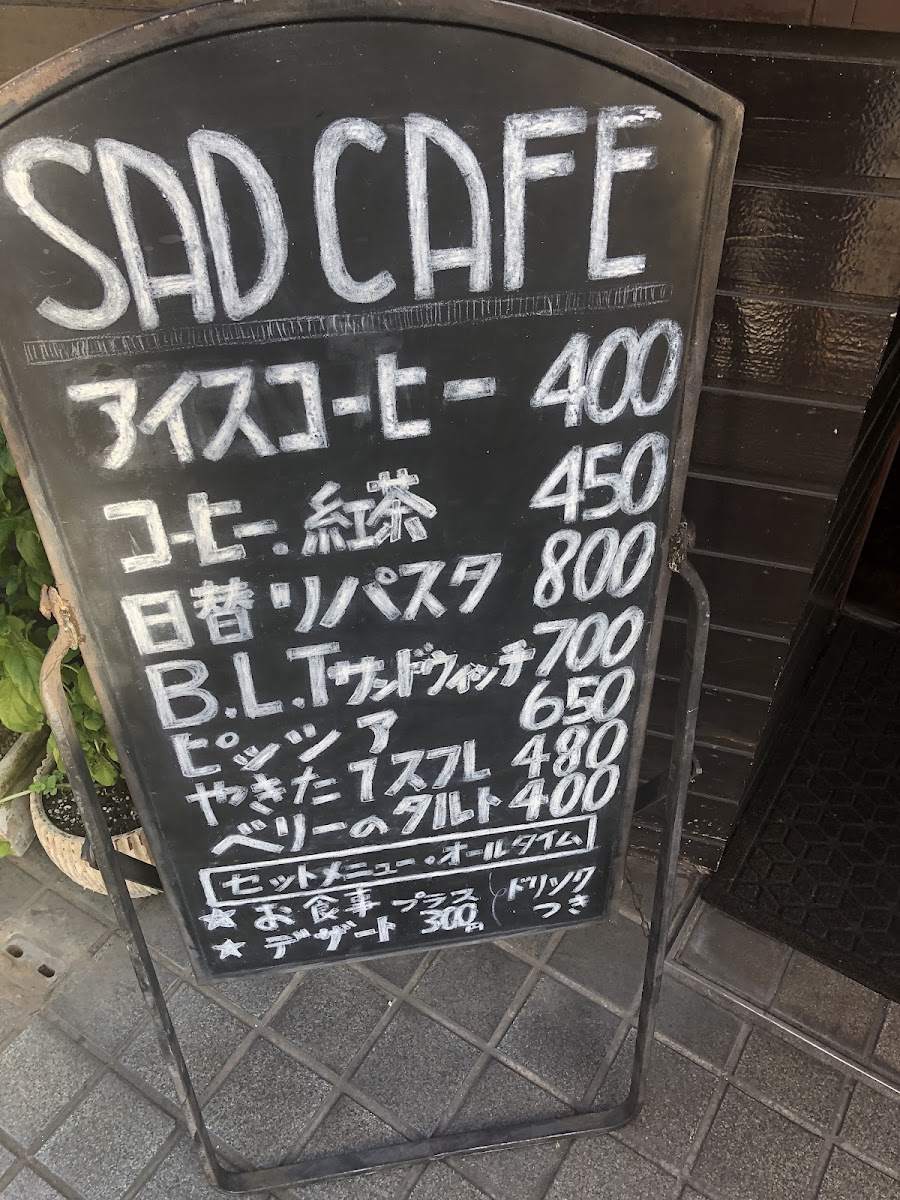 SAD CAFE
アイスコーヒー 400
コーヒー・紅茶 450
日替リパスタ 800
B.L.Tサンドウィッチ 700
ピッツァ 650
やきたてスフレ 480
ベリーのタルト 400
セットメニュー・オールタイム
★お食事 プラス ドリンク
★デザート 300円 つき